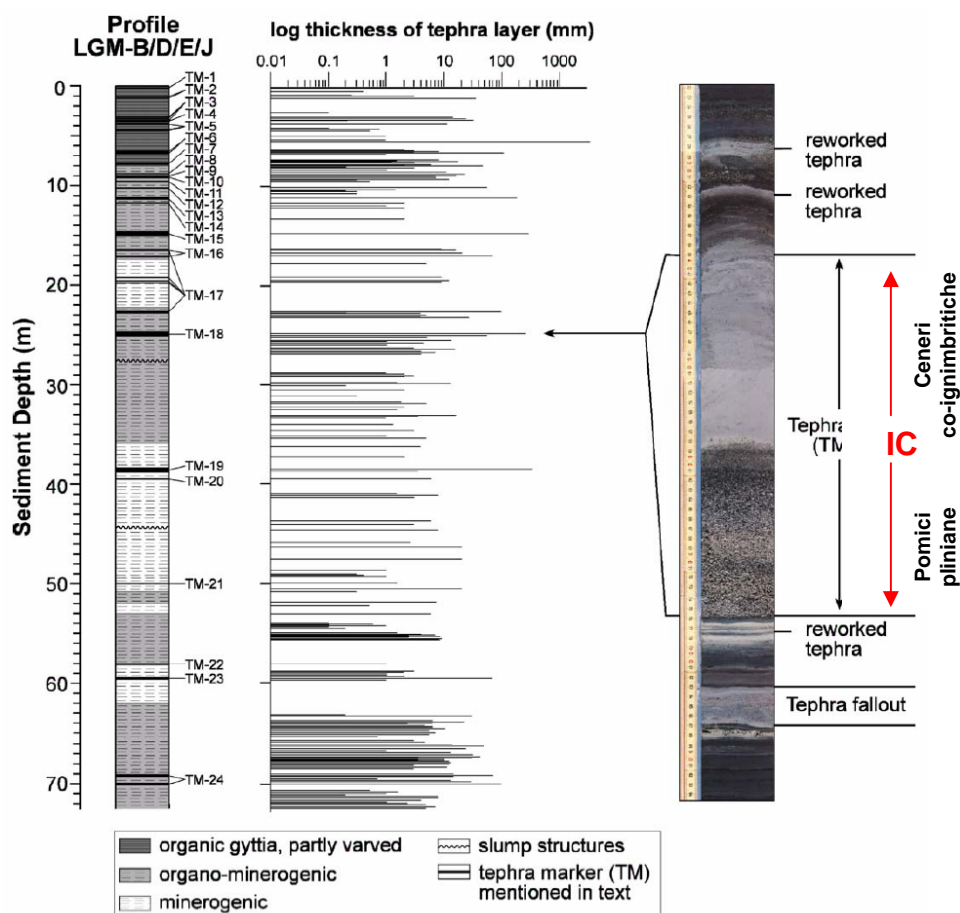 Profile
LGM-B/D/E/J
log thickness of tephra layer (mm)
0.01 0.1 1 10 100 1000
Sediment Depth (m)
0
10
20
30
40
50
60
70
TM-1
TM-2
TM-3
TM-4
TM-5
TM-6
TM-7
TM-8
TM-9
TM-10
TM-11
TM-12
TM-13
TM-14
TM-15
TM-16
TM-17
TM-18
TM-19
TM-20
TM-21
TM-22
TM-23
TM-24
reworked
tephra
reworked
tephra
Tephra
(TM
IC
Ceneri
co-ignimbritiche
Pomici
pliniane
reworked
tephra
Tephra fallout
organic gyttia, partly varved
organo-minerogenic
minerogenic
slump structures
tephra marker (TM)
mentioned in text